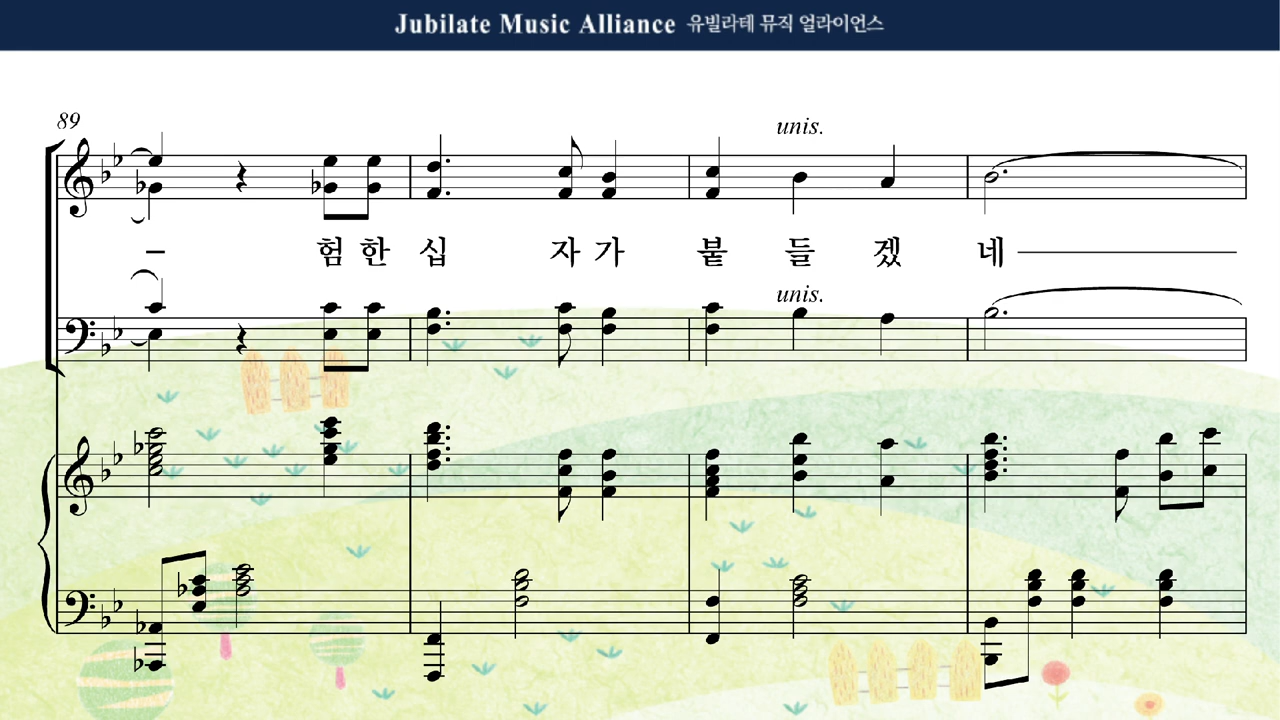 Jubilate Music Alliance 유빌라테 뮤직 얼라이언스
89
unis.
험 한 십 자 가 붙 들 겠 네
unis.